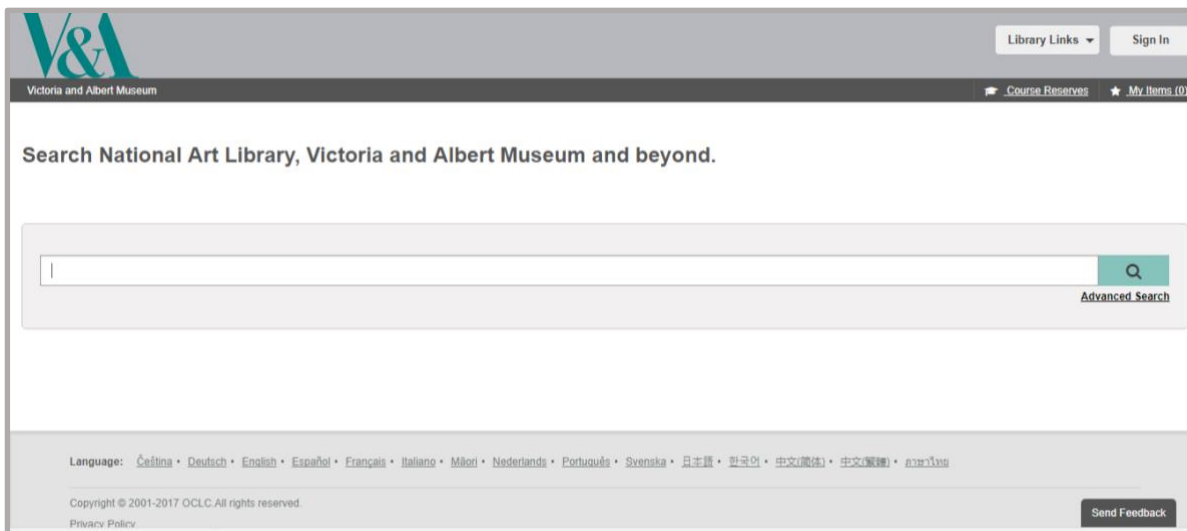 V&A
Library Links
Sign In
Victoria and Albert Museum
Course Reserves
My Items (0)
Search National Art Library, Victoria and Albert Museum and beyond.
Advanced Search
Language: Čeština • Deutsch • English • Español • Français • Italiano • Māori • Nederlands • Português • Svenska • 日本語 • 한국어 • 中文(简体) • 中文(繁體) • ภาษาไทย
Copyright © 2001-2017 OCLC.All rights reserved.
Privacy Policy
Send Feedback